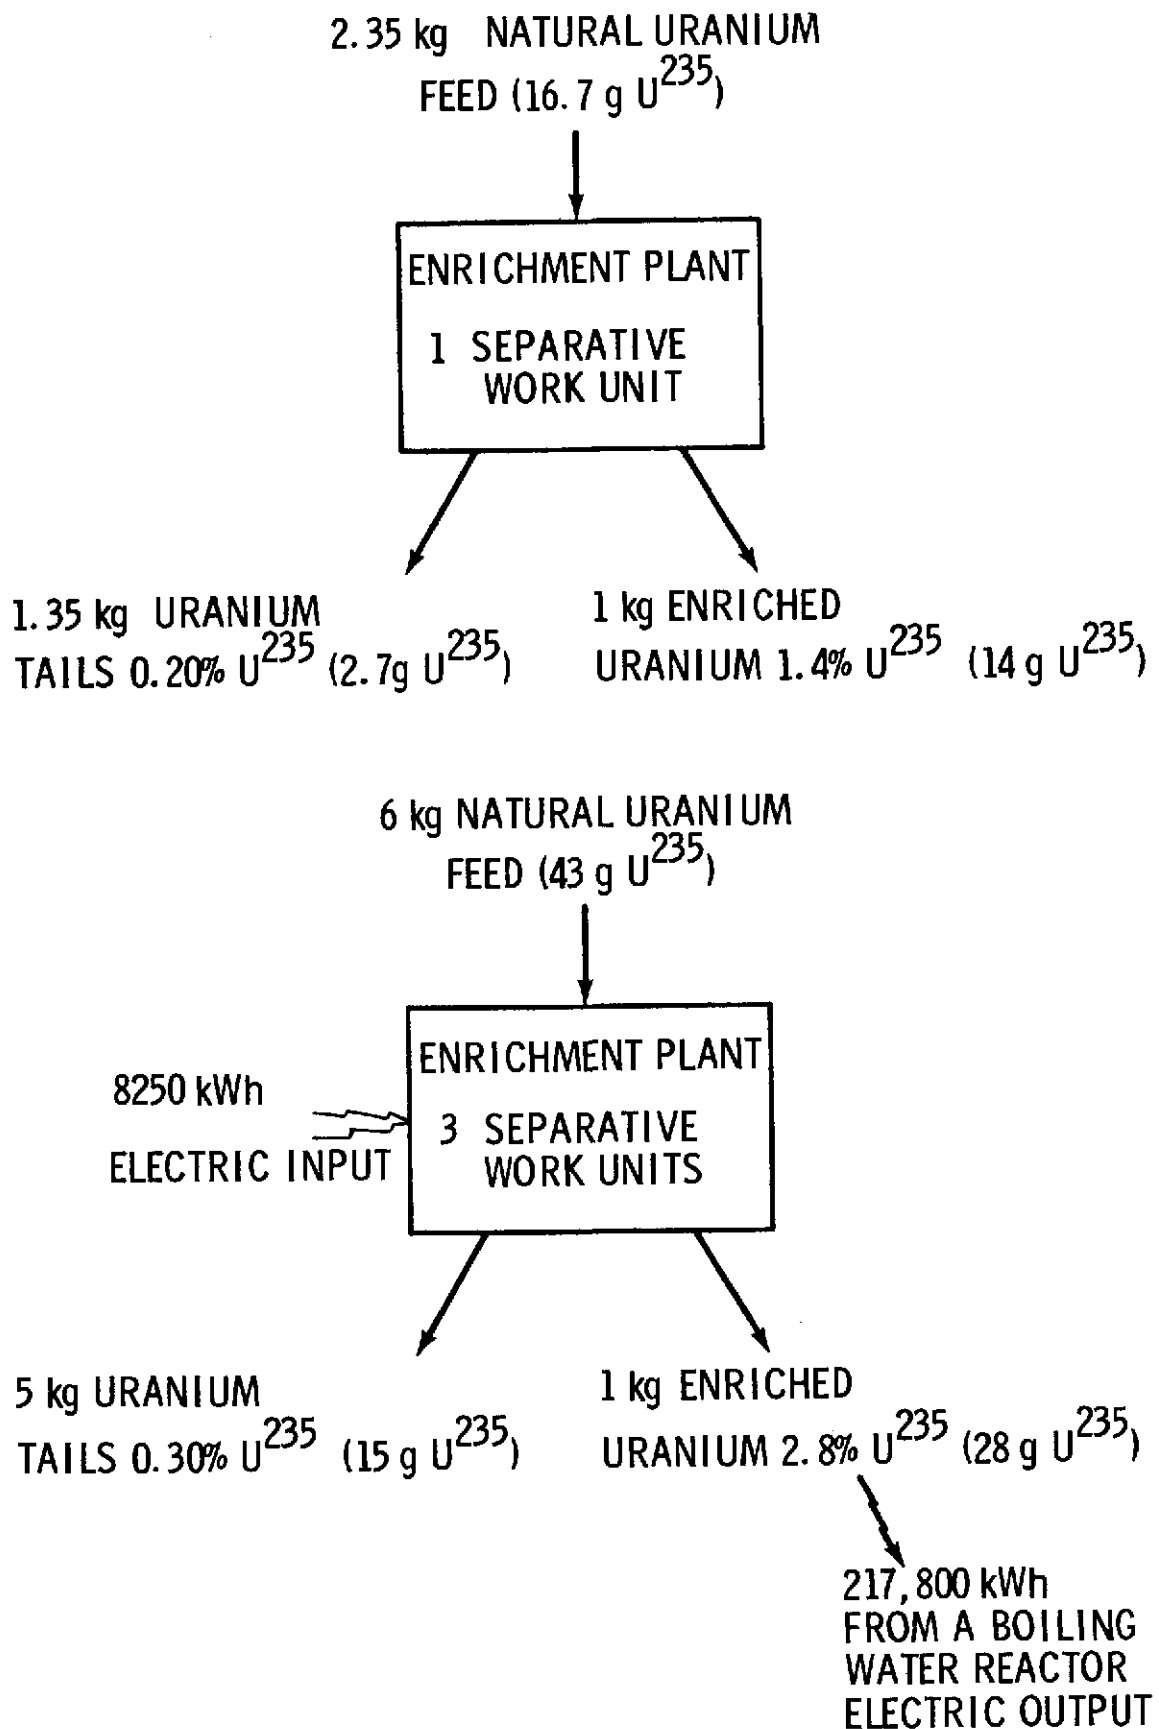 2.35 kg NATURAL URANIUM
FEED (16.7 g U²³⁵)
ENRICHMENT PLANT
1 SEPARATIVE
WORK UNIT
1.35 kg URANIUM
TAILS 0.20% U²³⁵ (2.7g U²³⁵)
1 kg ENRICHED
URANIUM 1.4% U²³⁵ (14 g U²³⁵)
6 kg NATURAL URANIUM
FEED (43 g U²³⁵)
8250 kWh
ELECTRIC INPUT
ENRICHMENT PLANT
3 SEPARATIVE
WORK UNITS
5 kg URANIUM
TAILS 0.30% U²³⁵ (15 g U²³⁵)
1 kg ENRICHED
URANIUM 2.8% U²³⁵ (28 g U²³⁵)
217,800 kWh
FROM A BOILING
WATER REACTOR
ELECTRIC OUTPUT